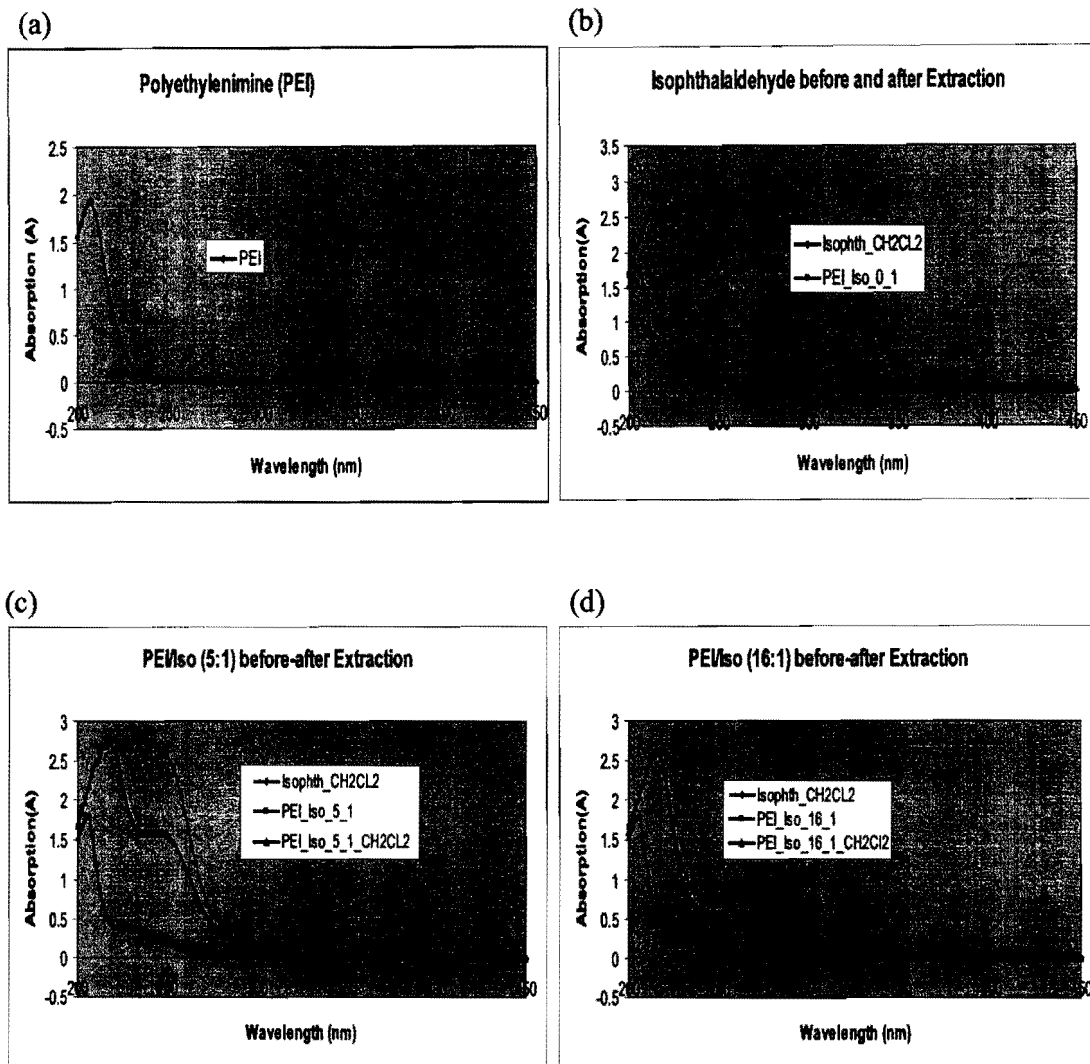 (a)
Polyethylenimine (PEI)
2.5
2
1.5
1
0.5
0
-0.5
Absorption (A)
PEI
Wavelength (nm)
(b)
Isophthalaldehyde before and after Extraction
3.5
3
2.5
2
1.5
1
0.5
0
-0.5
Absorption(A)
Isophth_CH2CL2
PEI_Iso_0_1
450
Wavelength (nm)
(c)
PEI/Iso (5:1) before-after Extraction
3
2.5
2
1.5
1
0.5
0
-0.5
Absorption(A)
Isophth_CH2CL2
PEI_Iso_5_1
PEI_Iso_5_1_CH2CL2
Wavelength (nm)
(d)
PEI/Iso (16:1) before-after Extraction
3
2.5
2
1.5
1
0.5
0
-0.5
Absorption(A)
Isophth_CH2CL2
PEI_Iso_16_1
PEI_Iso_16_1_CH2Cl2
Wavelength (nm)